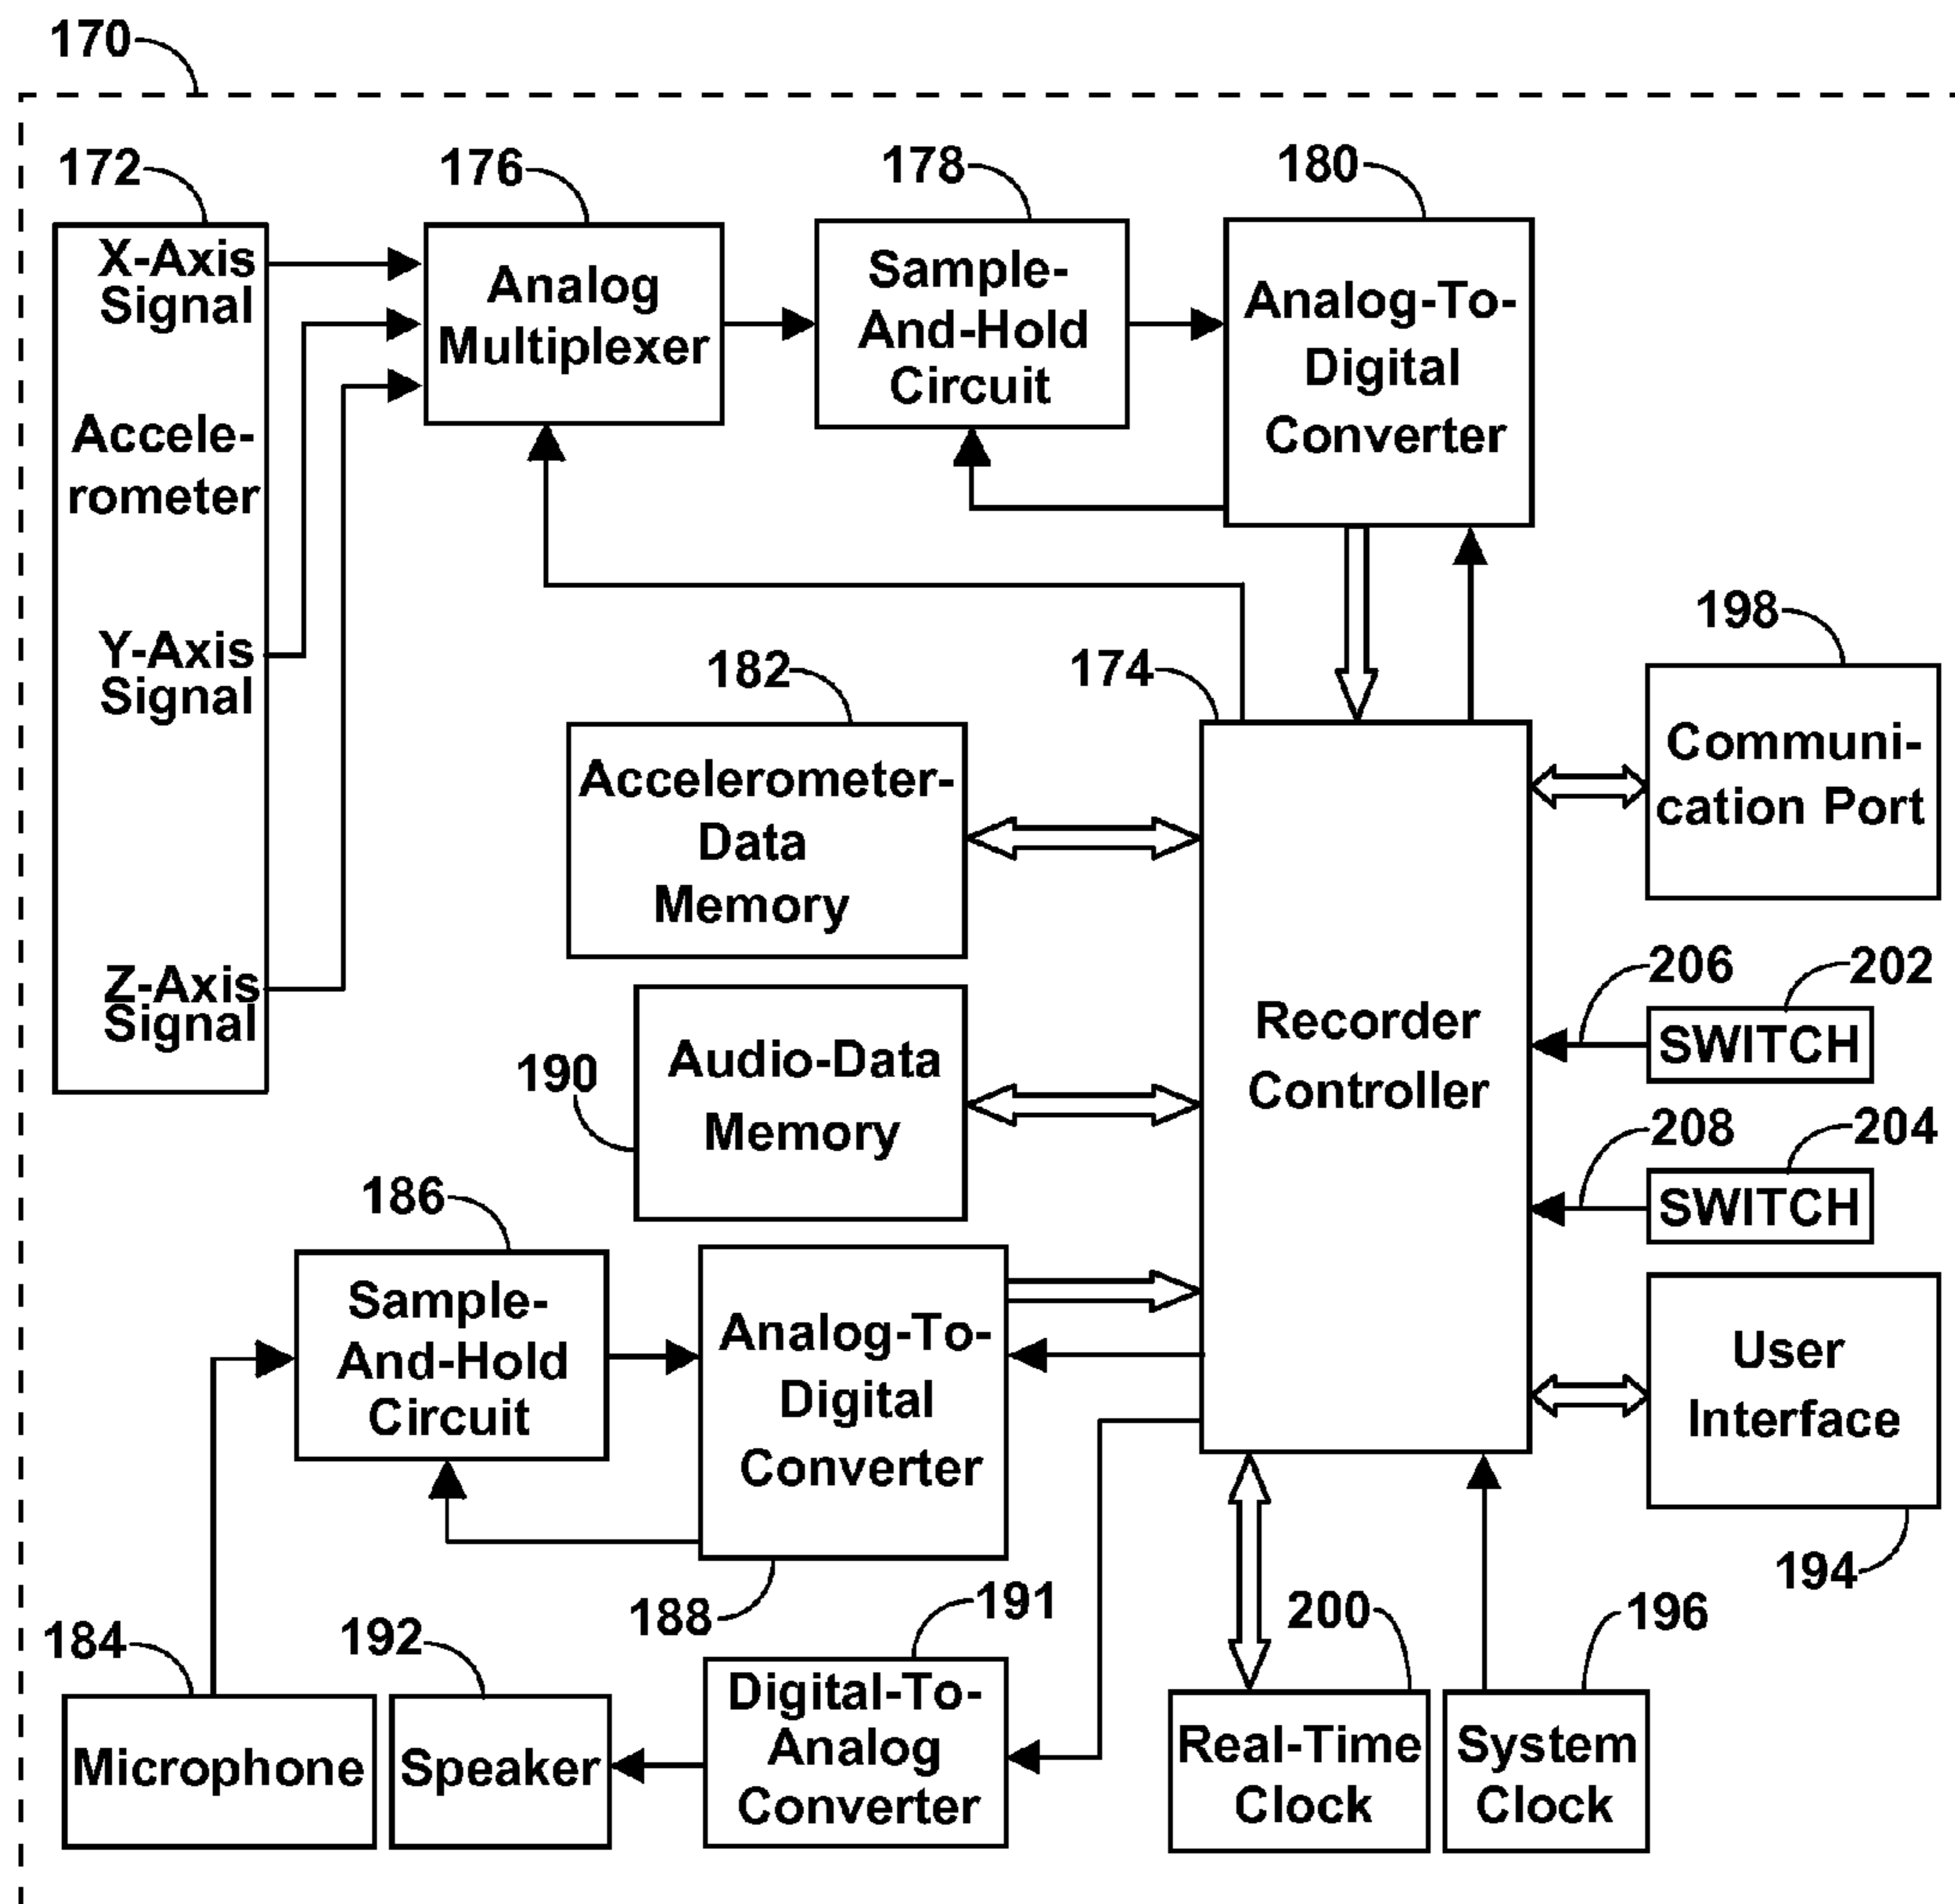 170
172
176
178
180
X-Axis
Signal
Accele-
rometer
Y-Axis
Signal
Z-Axis
Signal
Analog
Multiplexer
Sample-
And-Hold
Circuit
Analog-To-
Digital
Converter
182
174
198
Accelerometer-
Data
Memory
Recorder
Controller
Communi-
cation Port
206
202
SWITCH
190
Audio-Data
Memory
208
204
SWITCH
186
Sample-
And-Hold
Circuit
Analog-To-
Digital
Converter
User
Interface
194
188
191
200
196
184
192
Microphone
Speaker
Digital-To-
Analog
Converter
Real-Time
Clock
System
Clock